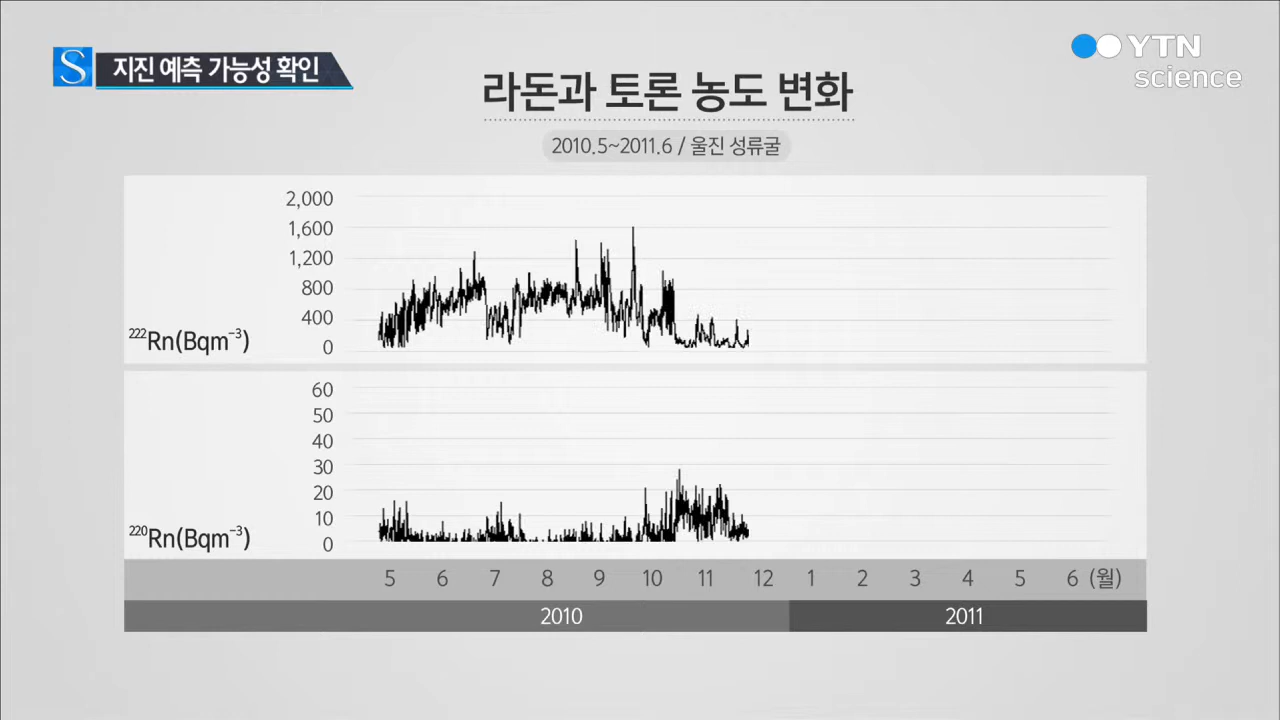 S 지진 예측 가능성 확인
YTN
science
라돈과 토론 농도 변화
2010.5~2011.6 / 울진 성류굴
2,000
1,600
1,200
800
400
0
²²²Rn(Bqm⁻³)
60
50
40
30
20
10
0
²²⁰Rn(Bqm⁻³)
5 6 7 8 9 10 11 12 1 2 3 4 5 6 (월)
2010 2011